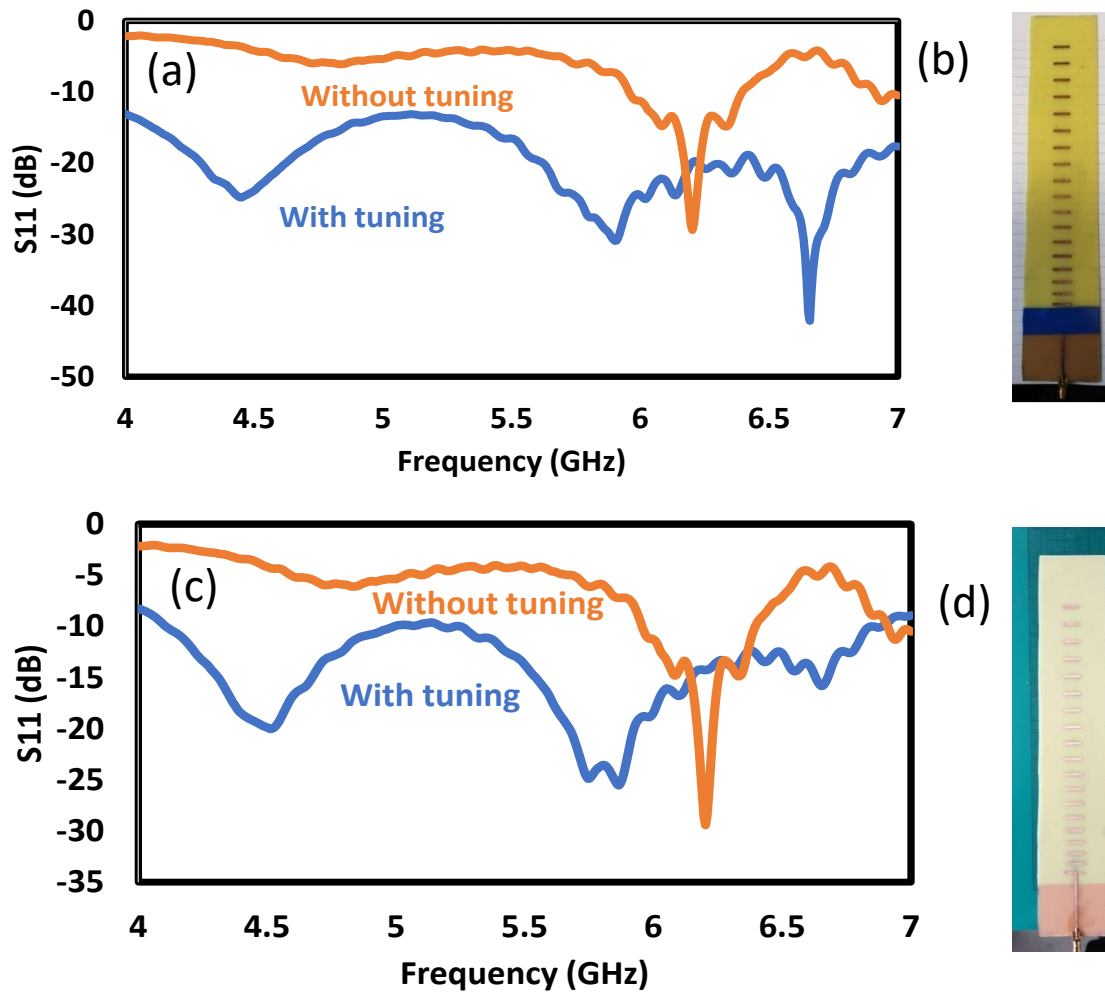 0
-10
-20
-30
-40
-50
S11 (dB)
(a)
Without tuning
With tuning
4
4.5
5
5.5
6
6.5
7
Frequency (GHz)
(b)
0
-5
-10
-15
-20
-25
-30
-35
S11 (dB)
(c)
Without tuning
With tuning
4
4.5
5
5.5
6
6.5
7
Frequency (GHz)
(d)